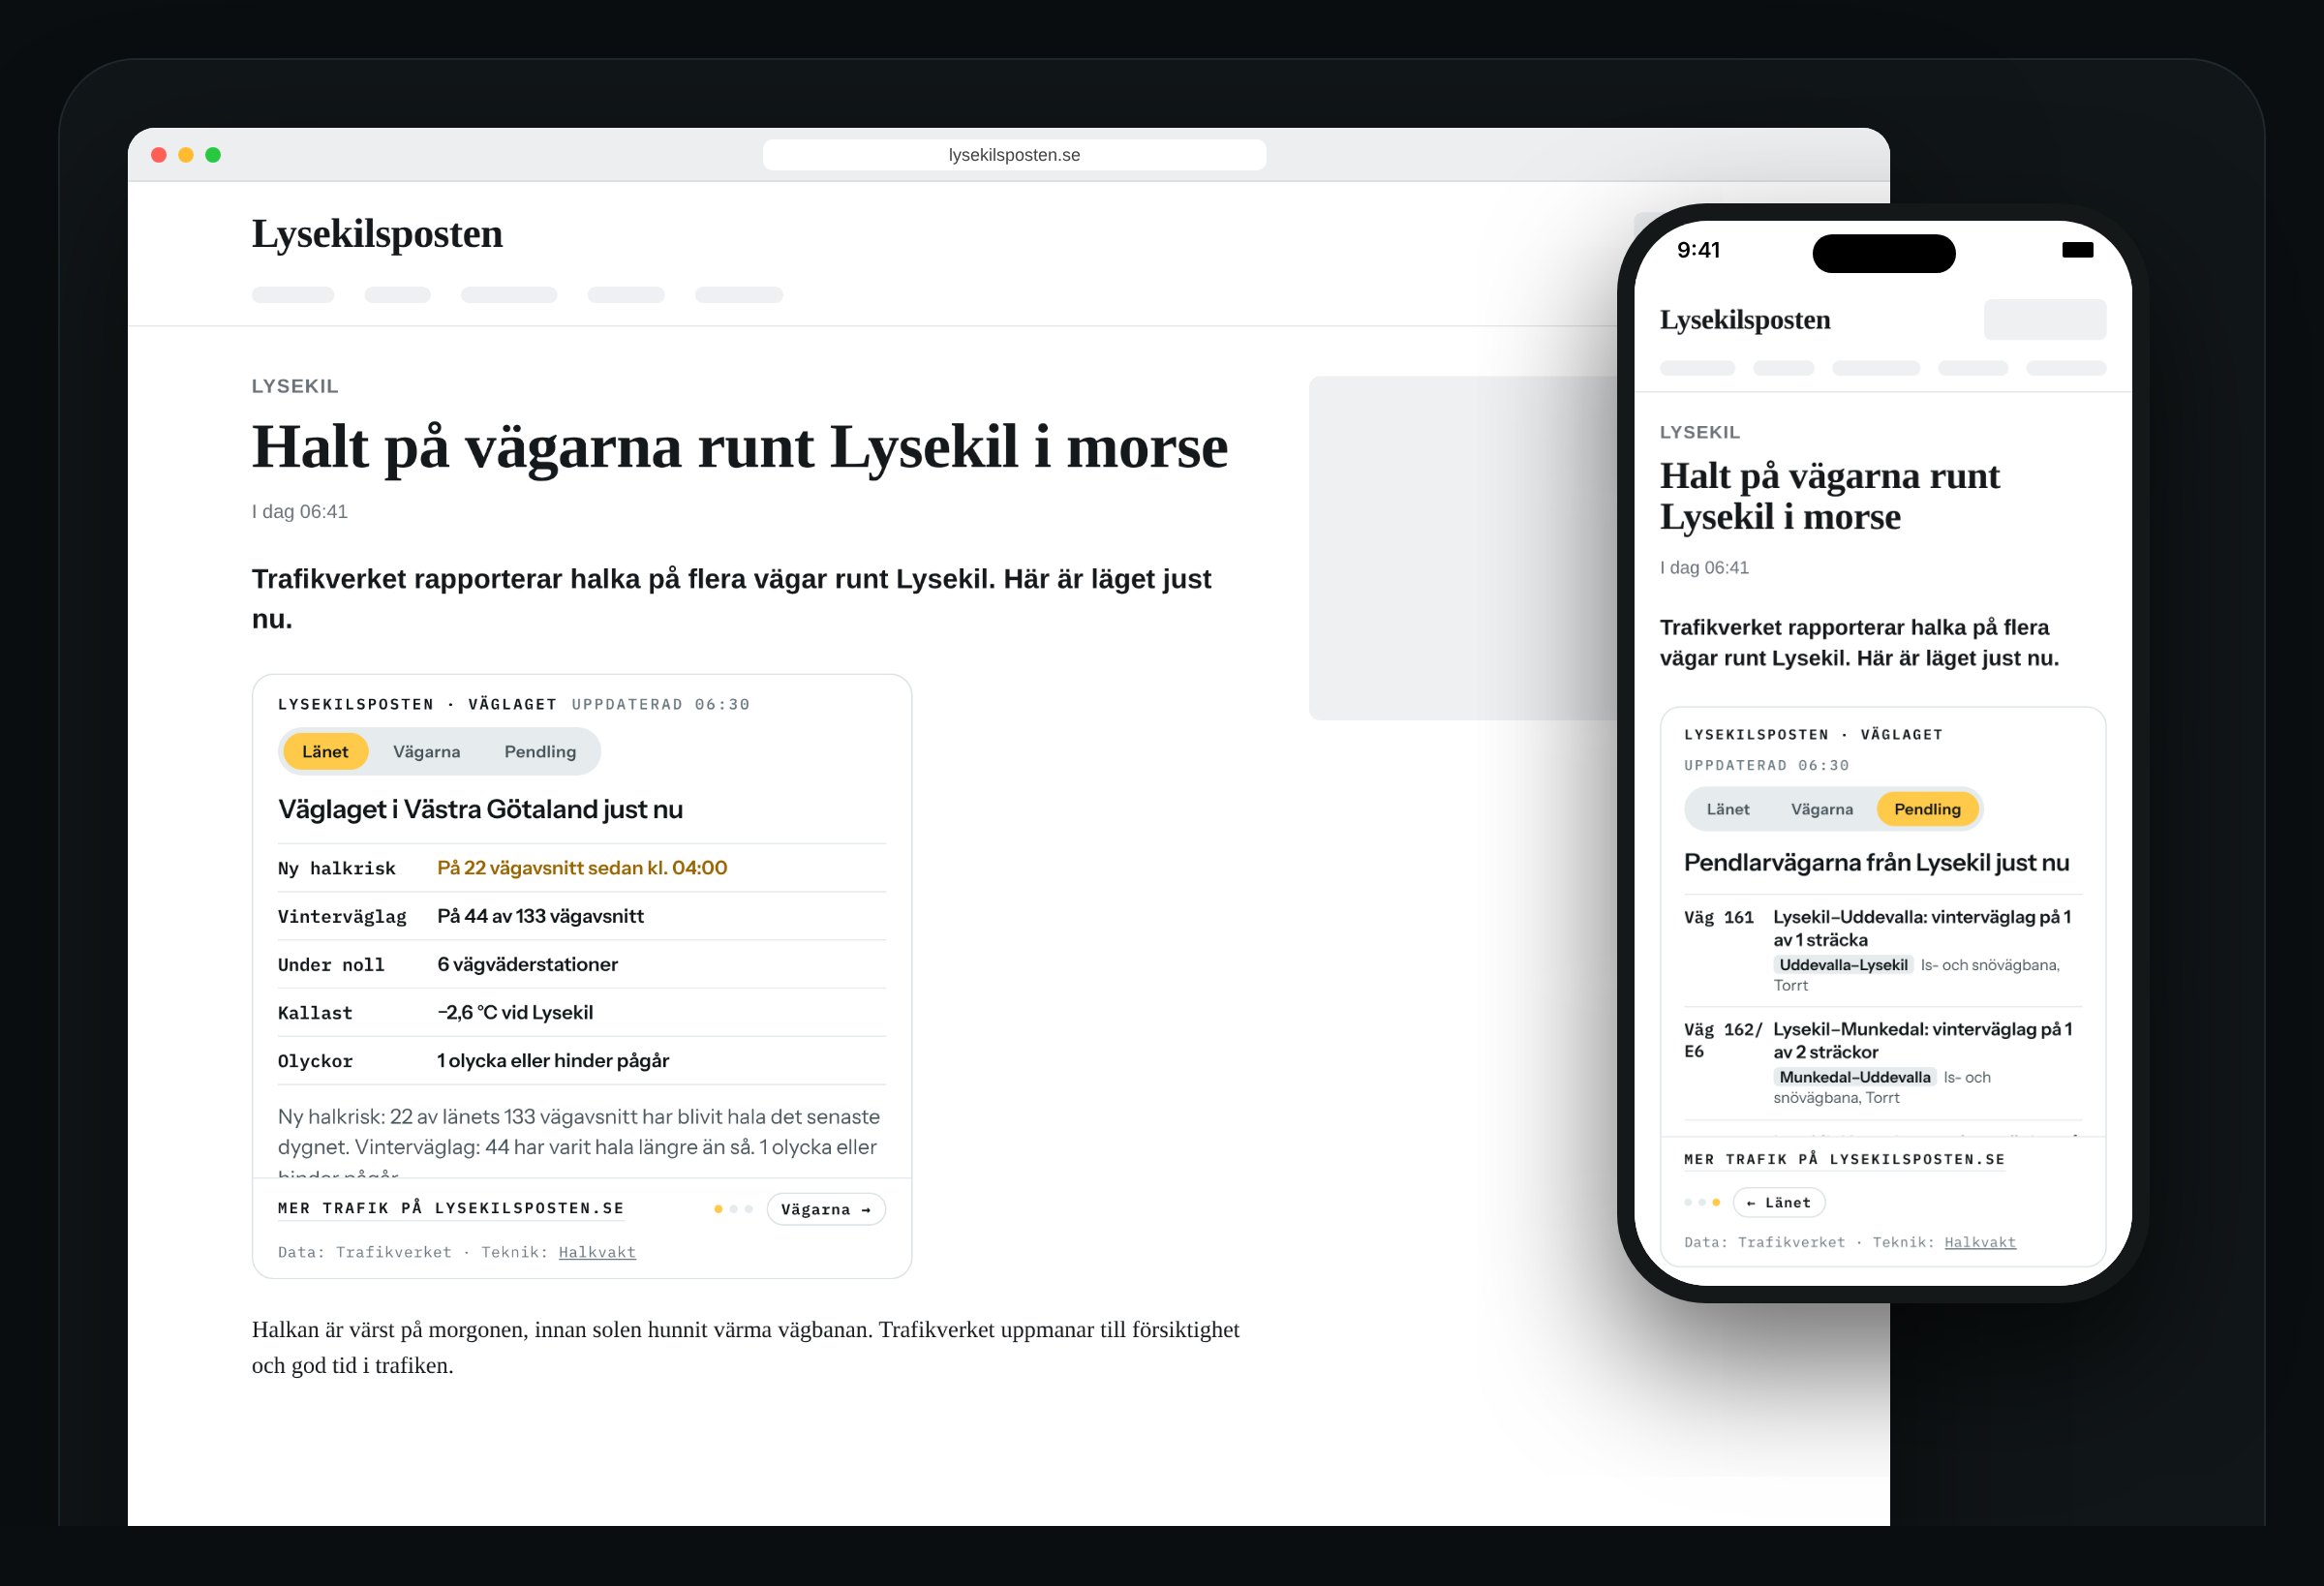 lysekilsposten.se
Lysekilsposten
LYSEKIL
Halt på vägarna runt Lysekil i morse
I dag 06:41
Trafikverket rapporterar halka på flera vägar runt Lysekil. Här är läget just
nu.
LYSEKILSPOSTEN · VÄGLAGET UPPDATERAD 06:30
Länet Vägarna Pendling
Väglaget i Västra Götaland just nu
Ny halkrisk På 22 vägavsnitt sedan kl. 04:00
Vinterväglag På 44 av 133 vägavsnitt
Under noll 6 vägväderstationer
Kallast −2,6 °C vid Lysekil
Olyckor 1 olycka eller hinder pågår
Ny halkrisk: 22 av länets 133 vägavsnitt har blivit hala det senaste
dygnet. Vinterväglag: 44 har varit hala längre än så. 1 olycka eller
hinder pågår
MER TRAFIK PÅ LYSEKILSPOSTEN.SE Vägarna →
Data: Trafikverket · Teknik: Halkvakt
Halkan är värst på morgonen, innan solen hunnit värma vägbanan. Trafikverket uppmanar till försiktighet
och god tid i trafiken.
9:41
Lysekilsposten
LYSEKIL
Halt på vägarna runt
Lysekil i morse
I dag 06:41
Trafikverket rapporterar halka på flera
vägar runt Lysekil. Här är läget just nu.
LYSEKILSPOSTEN · VÄGLAGET
UPPDATERAD 06:30
Länet Vägarna Pendling
Pendlarvägarna från Lysekil just nu
Väg 161 Lysekil–Uddevalla: vinterväglag på 1
av 1 sträcka
Uddevalla–Lysekil Is- och snövägbana,
Torrt
Väg 162/ Lysekil–Munkedal: vinterväglag på 1
E6 av 2 sträckor
Munkedal–Uddevalla Is- och
snövägbana, Torrt
MER TRAFIK PÅ LYSEKILSPOSTEN.SE
← Länet
Data: Trafikverket · Teknik: Halkvakt